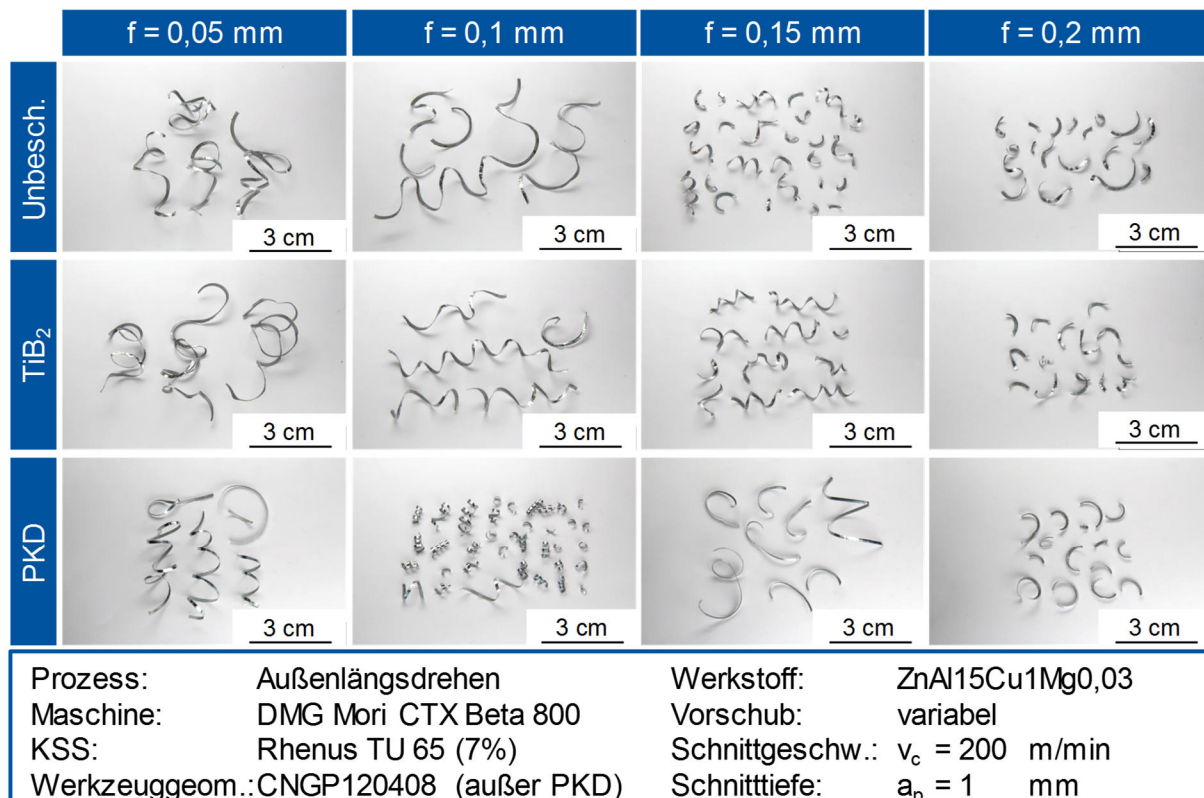 f = 0,05 mm
f = 0,1 mm
f = 0,15 mm
f = 0,2 mm
Unbesch.
3 cm
3 cm
3 cm
3 cm
TiB₂
3 cm
3 cm
3 cm
3 cm
PKD
3 cm
3 cm
3 cm
3 cm
Prozess: Außenlängsdrehen
Werkstoff: ZnAl15Cu1Mg0,03
Maschine: DMG Mori CTX Beta 800
Vorschub: variabel
KSS: Rhenus TU 65 (7%)
Schnittgeschw.: v_c = 200 m/min
Werkzeuggeom.: CNGP120408 (außer PKD)
Schnitttiefe: a_p = 1 mm